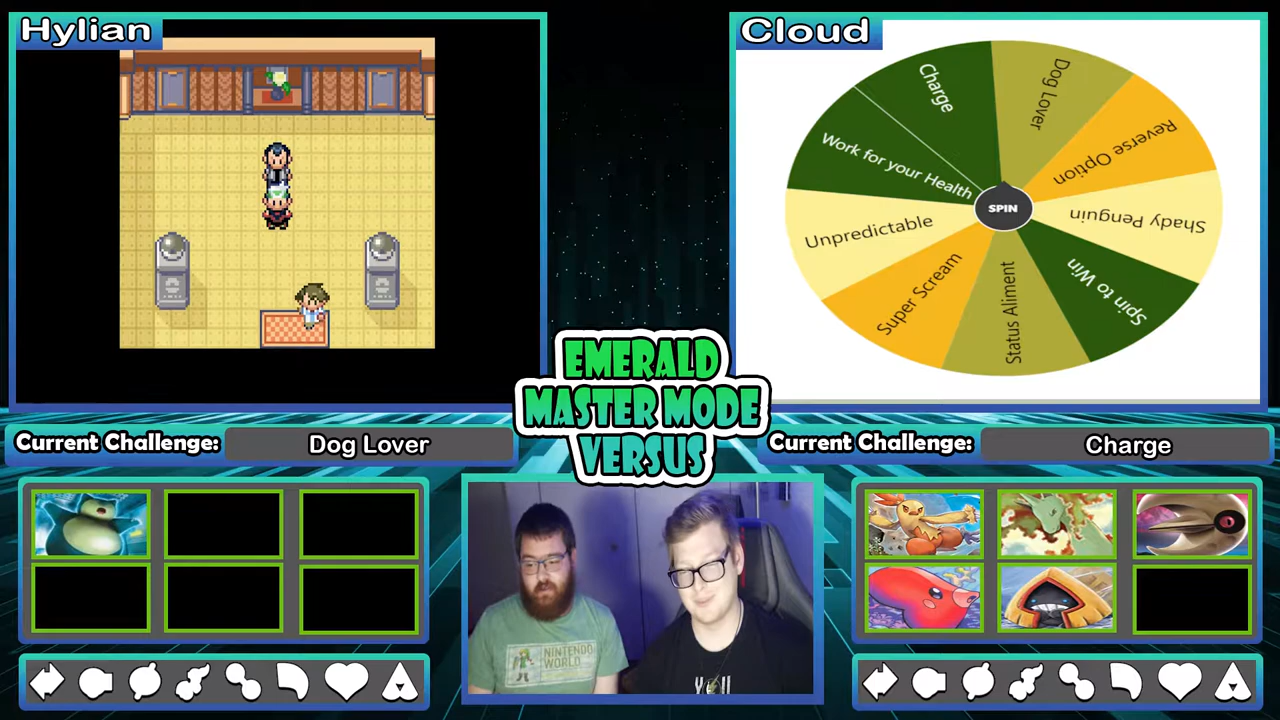 Hylian
Cloud
Charge
Dog Lover
Reverse Option
Shady Penguin
Spin to Win
Status Aliment
Super Scream
Unpredictable
Work for your Health
SPIN
EMERALD
MASTER MODE
VERSUS
Current Challenge:
Dog Lover
Current Challenge:
Charge
NINTENDO
WORLD